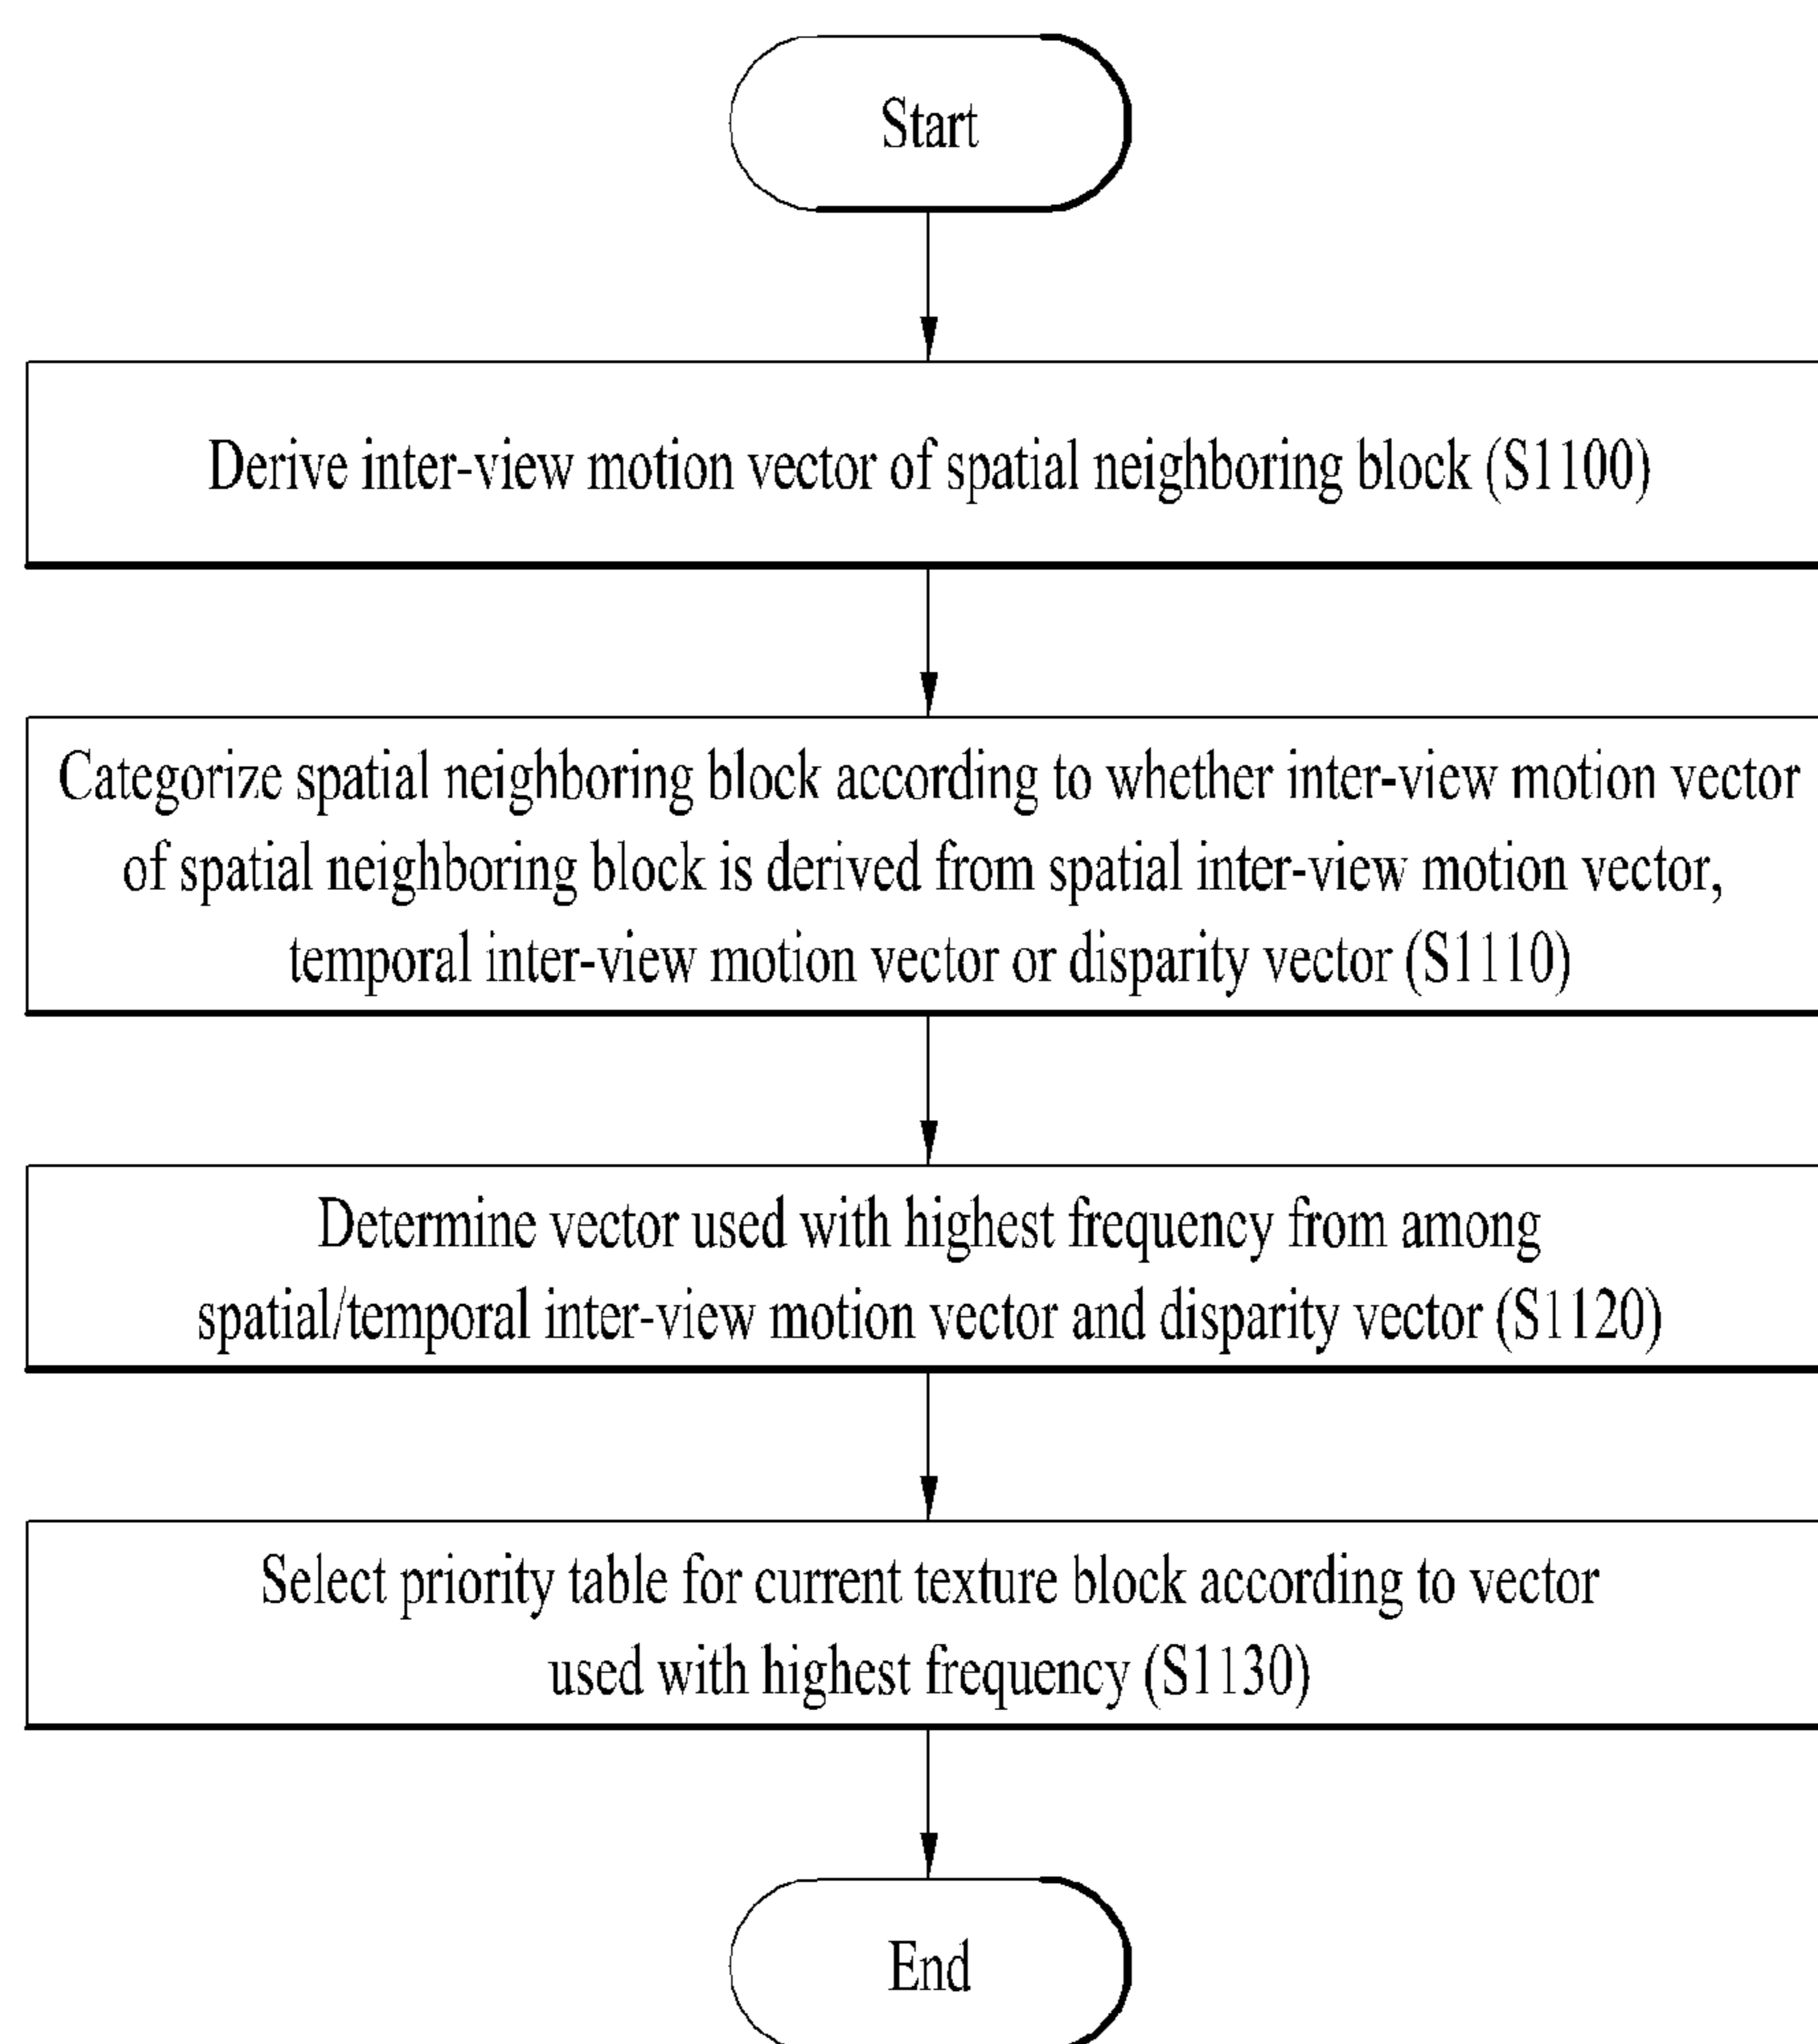 Start
Derive inter-view motion vector of spatial neighboring block (S1100)
Categorize spatial neighboring block according to whether inter-view motion vector
of spatial neighboring block is derived from spatial inter-view motion vector,
temporal inter-view motion vector or disparity vector (S1110)
Determine vector used with highest frequency from among
spatial/temporal inter-view motion vector and disparity vector (S1120)
Select priority table for current texture block according to vector
used with highest frequency (S1130)
End